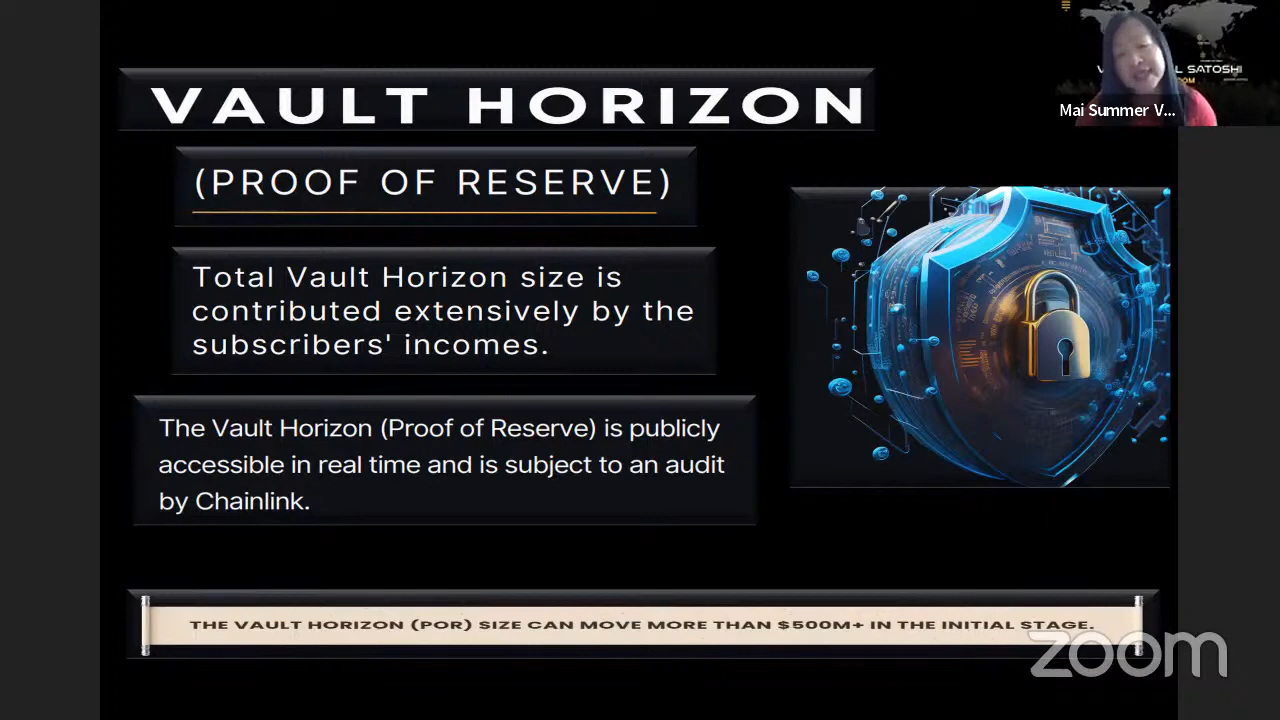 VAULT HORIZON
(PROOF OF RESERVE)
Total Vault Horizon size is
contributed extensively by the
subscribers' incomes.
The Vault Horizon (Proof of Reserve) is publicly
accessible in real time and is subject to an audit
by Chainlink.
THE VAULT HORIZON (POR) SIZE CAN MOVE MORE THAN $500M+ IN THE INITIAL STAGE.
L SATOSHI
Mai Summer V...
zoom